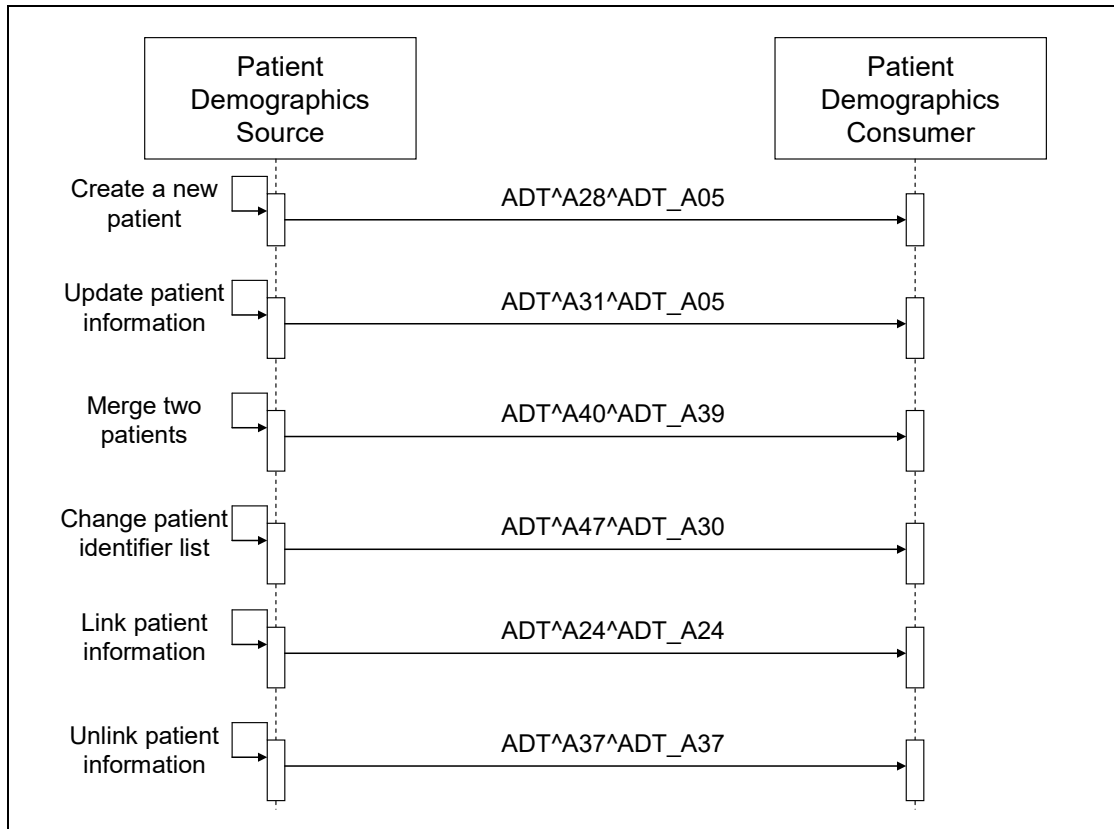 Patient
Demographics
Source
Patient
Demographics
Consumer
Create a new
patient
ADT^A28^ADT_A05
Update patient
information
ADT^A31^ADT_A05
Merge two
patients
ADT^A40^ADT_A39
Change patient
identifier list
ADT^A47^ADT_A30
Link patient
information
ADT^A24^ADT_A24
Unlink patient
information
ADT^A37^ADT_A37